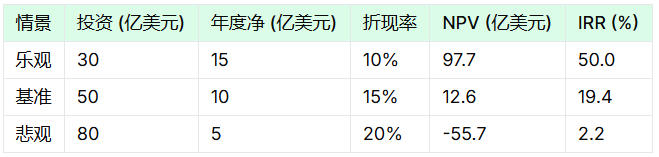 情景 投资 (亿美元) 年度净 (亿美元) 折现率 NPV (亿美元) IRR (%)
乐观 30 15 10% 97.7 50.0
基准 50 10 15% 12.6 19.4
悲观 80 5 20% -55.7 2.2